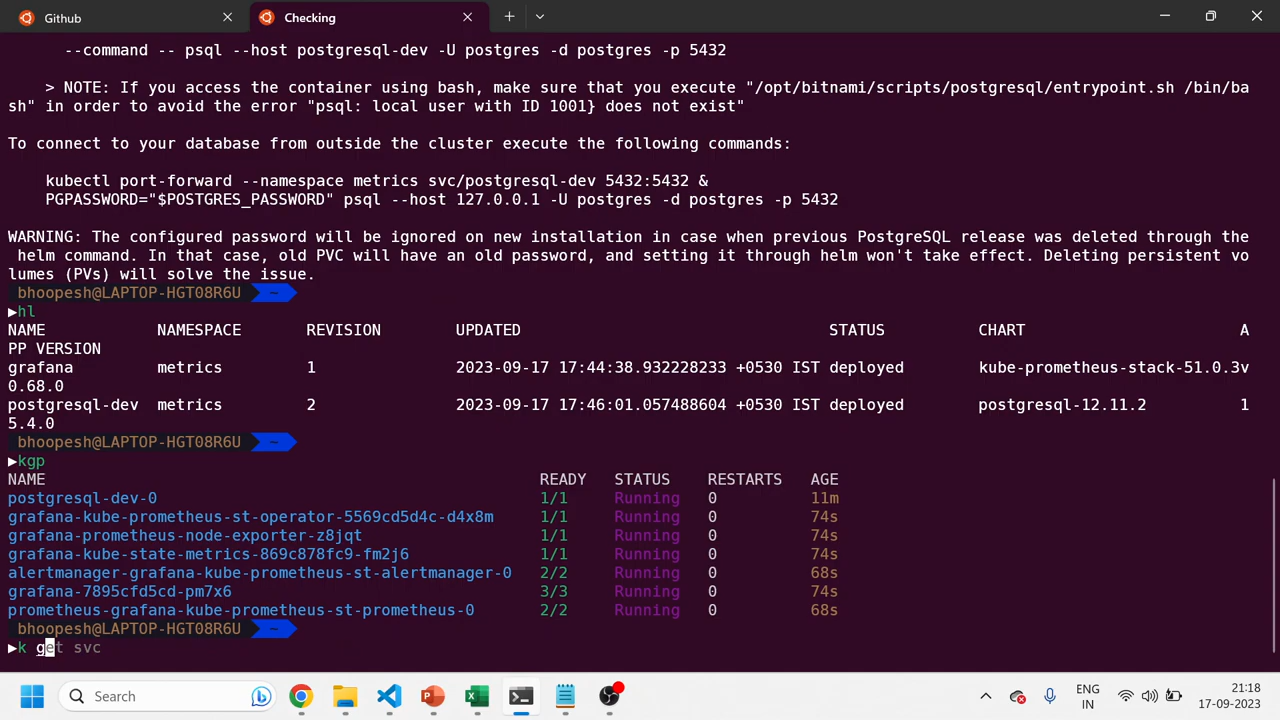 Github
Checking
--command -- psql --host postgresql-dev -U postgres -d postgres -p 5432
> NOTE: If you access the container using bash, make sure that you execute "/opt/bitnami/scripts/postgresql/entrypoint.sh /bin/ba
sh" in order to avoid the error "psql: local user with ID 1001} does not exist"
To connect to your database from outside the cluster execute the following commands:
kubectl port-forward --namespace metrics svc/postgresql-dev 5432:5432 &
PGPASSWORD="$POSTGRES_PASSWORD" psql --host 127.0.0.1 -U postgres -d postgres -p 5432
WARNING: The configured password will be ignored on new installation in case when previous PostgreSQL release was deleted through the
helm command. In that case, old PVC will have an old password, and setting it through helm won't take effect. Deleting persistent vo
lumes (PVs) will solve the issue.
bhoopesh@LAPTOP-HGT08R6U ~
▶hl
NAME NAMESPACE REVISION UPDATED STATUS CHART A
PP VERSION
grafana metrics 1 2023-09-17 17:44:38.932228233 +0530 IST deployed kube-prometheus-stack-51.0.3v
0.68.0
postgresql-dev metrics 2 2023-09-17 17:46:01.057488604 +0530 IST deployed postgresql-12.11.2 1
5.4.0
bhoopesh@LAPTOP-HGT08R6U ~
▶kgp
NAME READY STATUS RESTARTS AGE
postgresql-dev-0 1/1 Running 0 11m
grafana-kube-prometheus-st-operator-5569cd5d4c-d4x8m 1/1 Running 0 74s
grafana-prometheus-node-exporter-z8jqt 1/1 Running 0 74s
grafana-kube-state-metrics-869c878fc9-fm2j6 1/1 Running 0 74s
alertmanager-grafana-kube-prometheus-st-alertmanager-0 2/2 Running 0 68s
grafana-7895cfd5cd-pm7x6 3/3 Running 0 74s
prometheus-grafana-kube-prometheus-st-prometheus-0 2/2 Running 0 68s
bhoopesh@LAPTOP-HGT08R6U ~
▶k get svc
Search
ENG
IN
21:18
17-09-2023